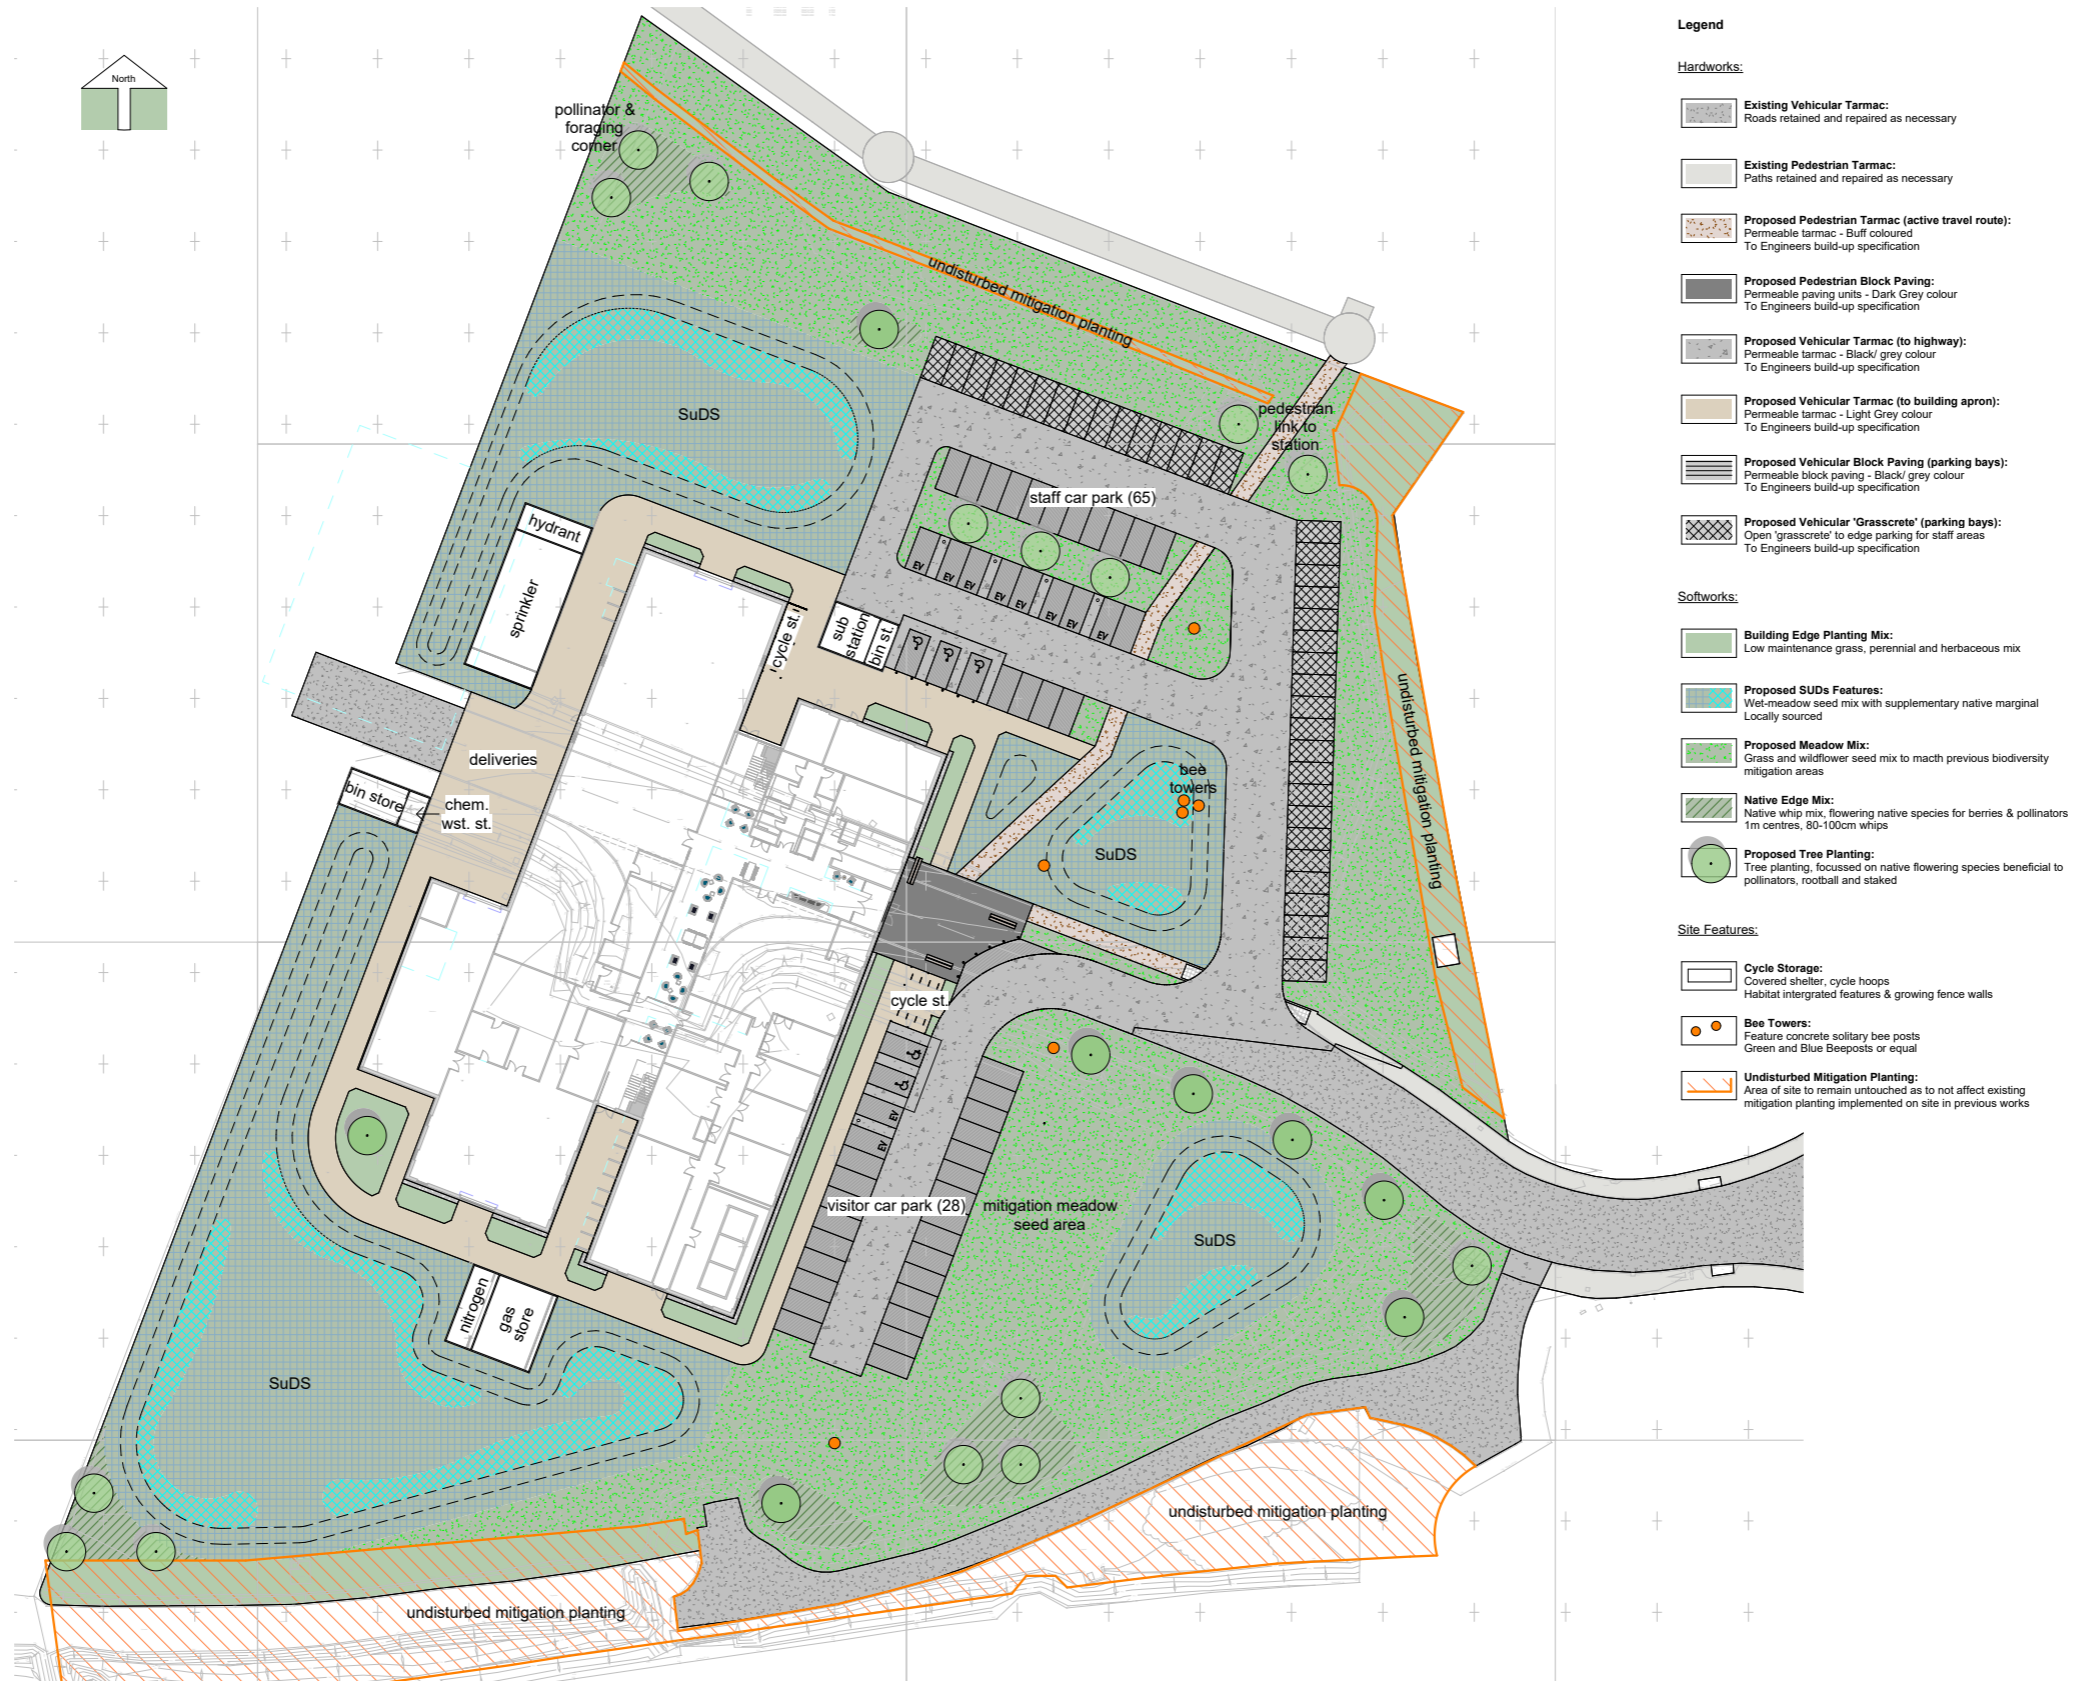 North
pollinator &
foraging
corner
undisturbed mitigation planting
SuDS
pedestrian
link to
station
staff car park (65)
hydrant
sprinkler
EV
EV
EV
EV
EV
EV
EV
EV
cycle st.
sub
station
bin st.
undisturbed mitigation planting
deliveries
bin store
chem.
wst. st.
bee
towers
SuDS
cycle st.
EV
EV
visitor car park (28)
mitigation meadow
seed area
SuDS
nitrogen
gas
store
SuDS
undisturbed mitigation planting
undisturbed mitigation planting
Legend
Hardworks:
Existing Vehicular Tarmac:
Roads retained and repaired as necessary
Existing Pedestrian Tarmac:
Paths retained and repaired as necessary
Proposed Pedestrian Tarmac (active travel route):
Permeable tarmac - Buff coloured
To Engineers build-up specification
Proposed Pedestrian Block Paving:
Permeable paving units - Dark Grey colour
To Engineers build-up specification
Proposed Vehicular Tarmac (to highway):
Permeable tarmac - Black/ grey colour
To Engineers build-up specification
Proposed Vehicular Tarmac (to building apron):
Permeable tarmac - Light Grey colour
To Engineers build-up specification
Proposed Vehicular Block Paving (parking bays):
Permeable block paving - Black/ grey colour
To Engineers build-up specification
Proposed Vehicular 'Grasscrete' (parking bays):
Open 'grasscrete' to edge parking for staff areas
To Engineers build-up specification
Softworks:
Building Edge Planting Mix:
Low maintenance grass, perennial and herbaceous mix
Proposed SUDs Features:
Wet-meadow seed mix with supplementary native marginal
Locally sourced
Proposed Meadow Mix:
Grass and wildflower seed mix to macth previous biodiversity
mitigation areas
Native Edge Mix:
Native whip mix, flowering native species for berries & pollinators
1m centres, 80-100cm whips
Proposed Tree Planting:
Tree planting, focussed on native flowering species beneficial to
pollinators, rootball and staked
Site Features:
Cycle Storage:
Covered shelter, cycle hoops
Habitat intergrated features & growing fence walls
Bee Towers:
Feature concrete solitary bee posts
Green and Blue Beeposts or equal
Undisturbed Mitigation Planting:
Area of site to remain untouched as to not affect existing
mitigation planting implemented on site in previous works